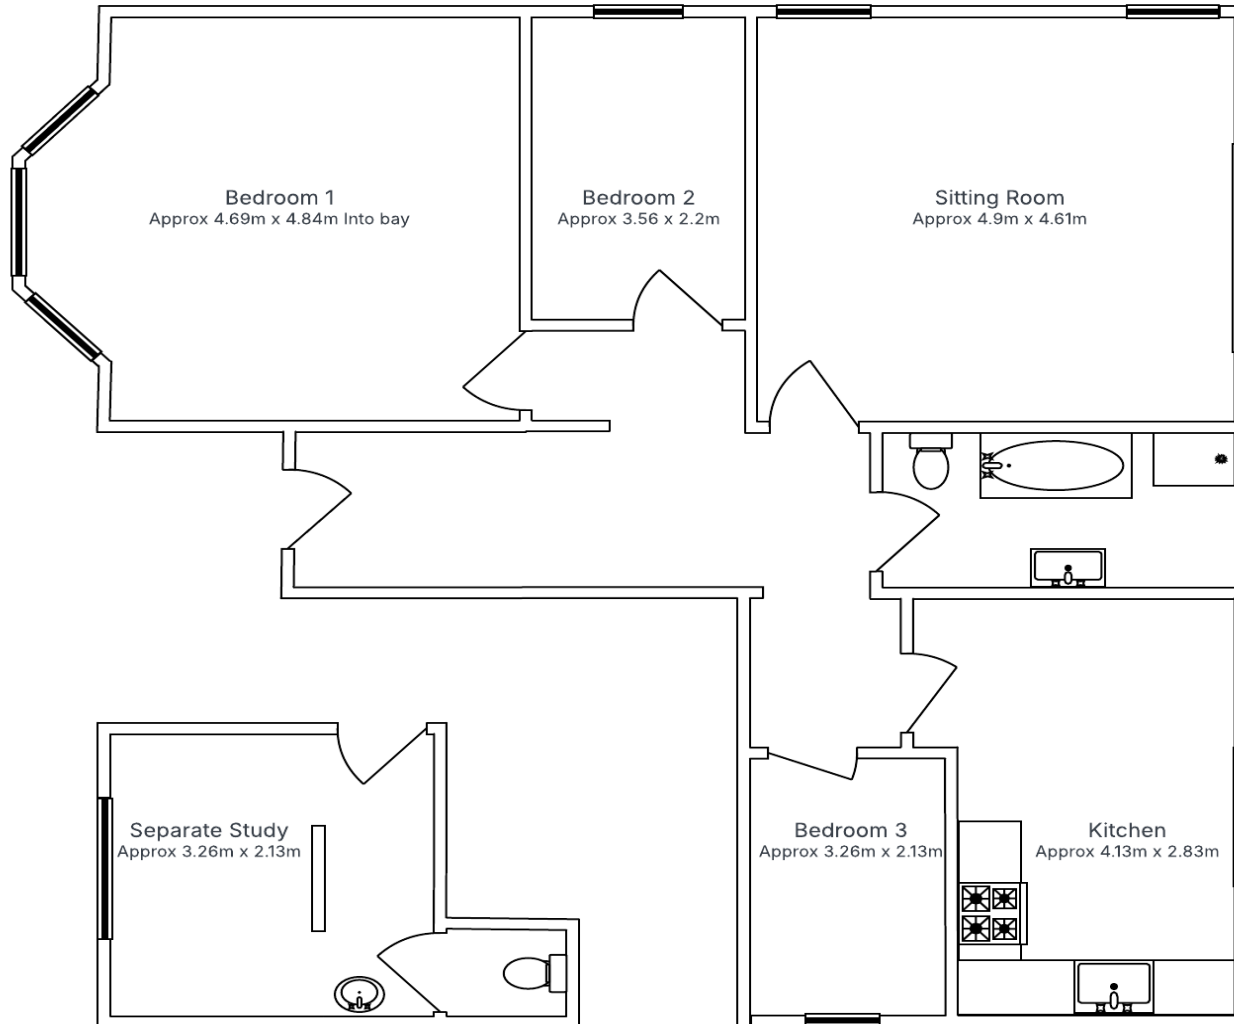 Bedroom 1
Approx 4.69m x 4.84m Into bay
Bedroom 2
Approx 3.56 x 2.2m
Sitting Room
Approx 4.9m x 4.61m
Separate Study
Approx 3.26m x 2.13m
Bedroom 3
Approx 3.26m x 2.13m
Kitchen
Approx 4.13m x 2.83m